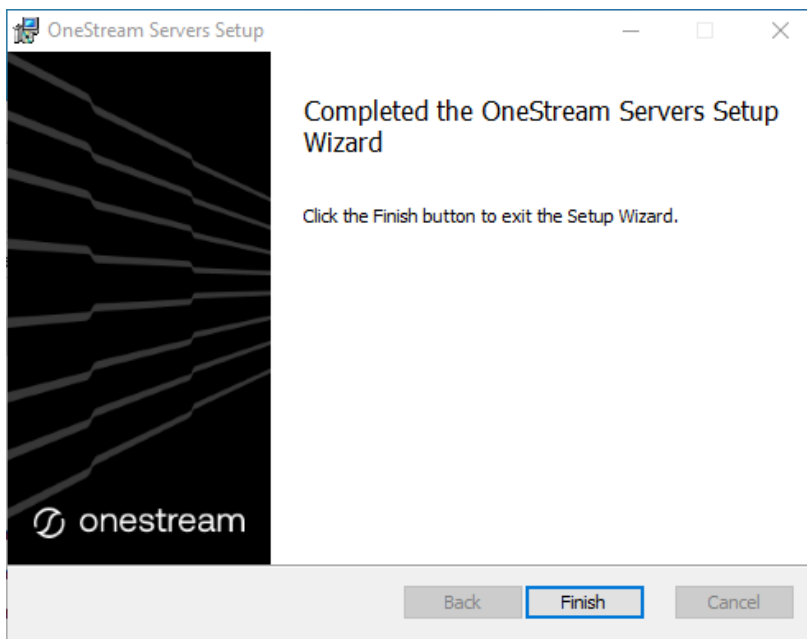 OneStream Servers Setup
Completed the OneStream Servers Setup
Wizard
Click the Finish button to exit the Setup Wizard.
onestream
Back
Finish
Cancel